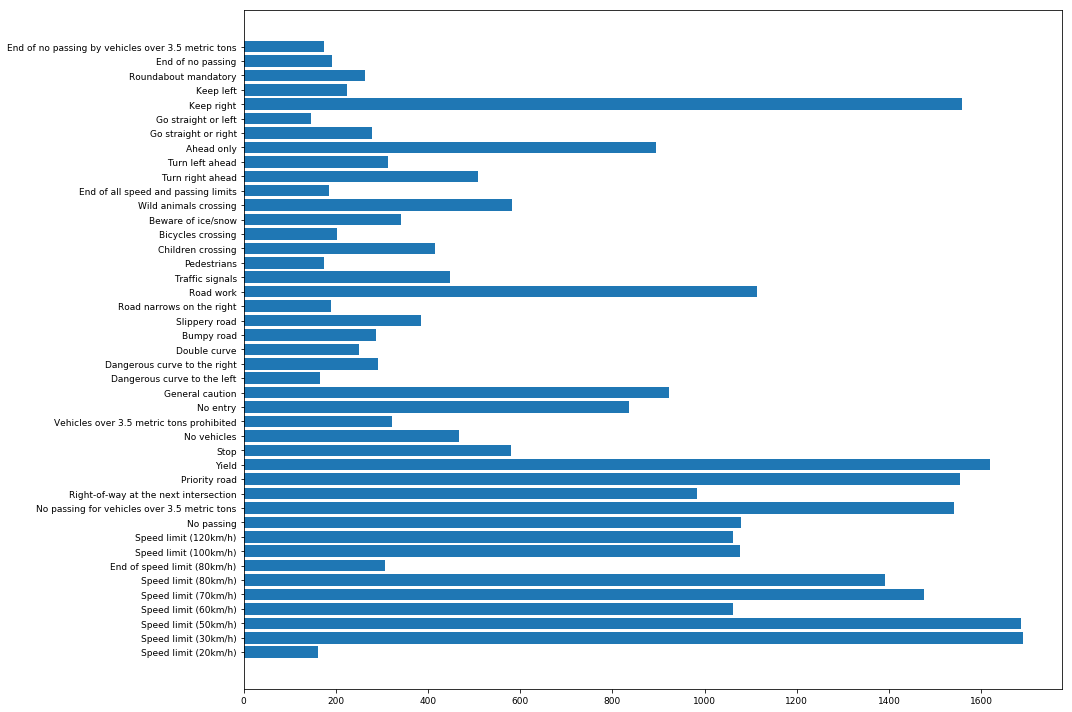 End of no passing by vehicles over 3.5 metric tons
End of no passing
Roundabout mandatory
Keep left
Keep right
Go straight or left
Go straight or right
Ahead only
Turn left ahead
Turn right ahead
End of all speed and passing limits
Wild animals crossing
Beware of ice/snow
Bicycles crossing
Children crossing
Pedestrians
Traffic signals
Road work
Road narrows on the right
Slippery road
Bumpy road
Double curve
Dangerous curve to the right
Dangerous curve to the left
General caution
No entry
Vehicles over 3.5 metric tons prohibited
No vehicles
Stop
Yield
Priority road
Right-of-way at the next intersection
No passing for vehicles over 3.5 metric tons
No passing
Speed limit (120km/h)
Speed limit (100km/h)
End of speed limit (80km/h)
Speed limit (80km/h)
Speed limit (70km/h)
Speed limit (60km/h)
Speed limit (50km/h)
Speed limit (30km/h)
Speed limit (20km/h)
0 200 400 600 800 1000 1200 1400 1600